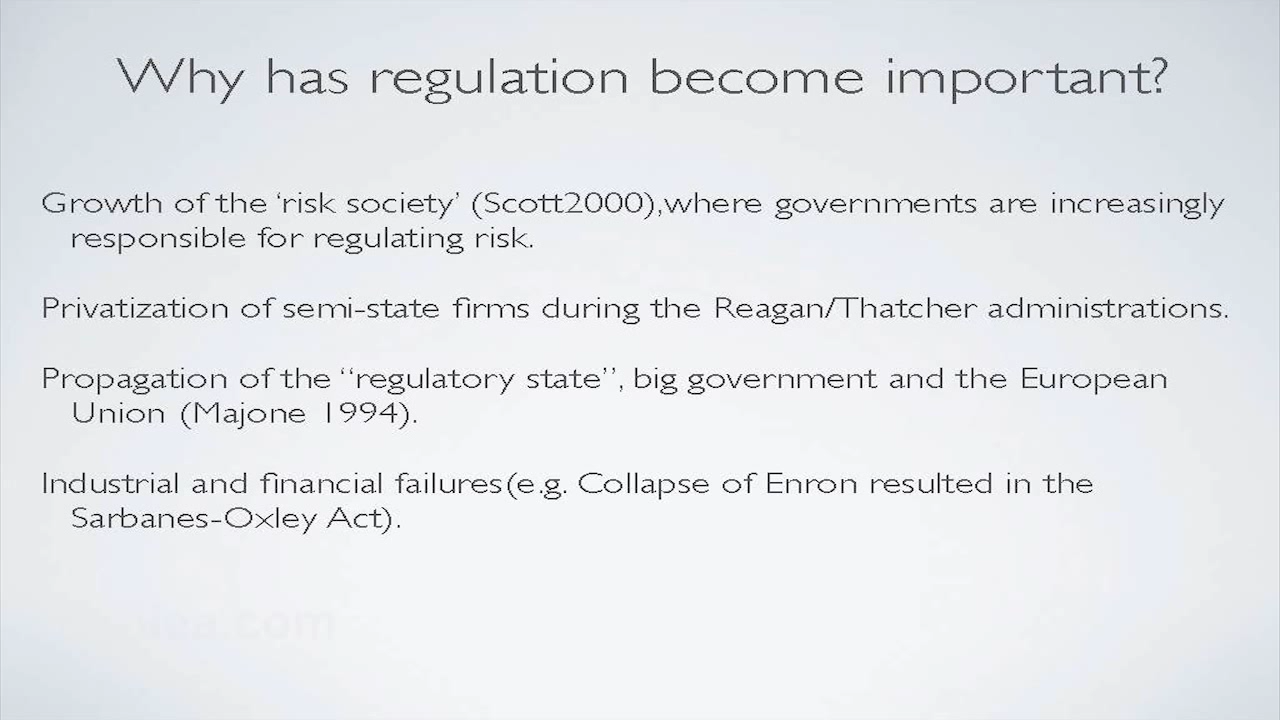 Why has regulation become important?
Growth of the ‘risk society’ (Scott2000),where governments are increasingly
responsible for regulating risk.
Privatization of semi-state firms during the Reagan/Thatcher administrations.
Propagation of the “regulatory state”, big government and the European
Union (Majone 1994).
Industrial and financial failures(e.g. Collapse of Enron resulted in the
Sarbanes-Oxley Act).